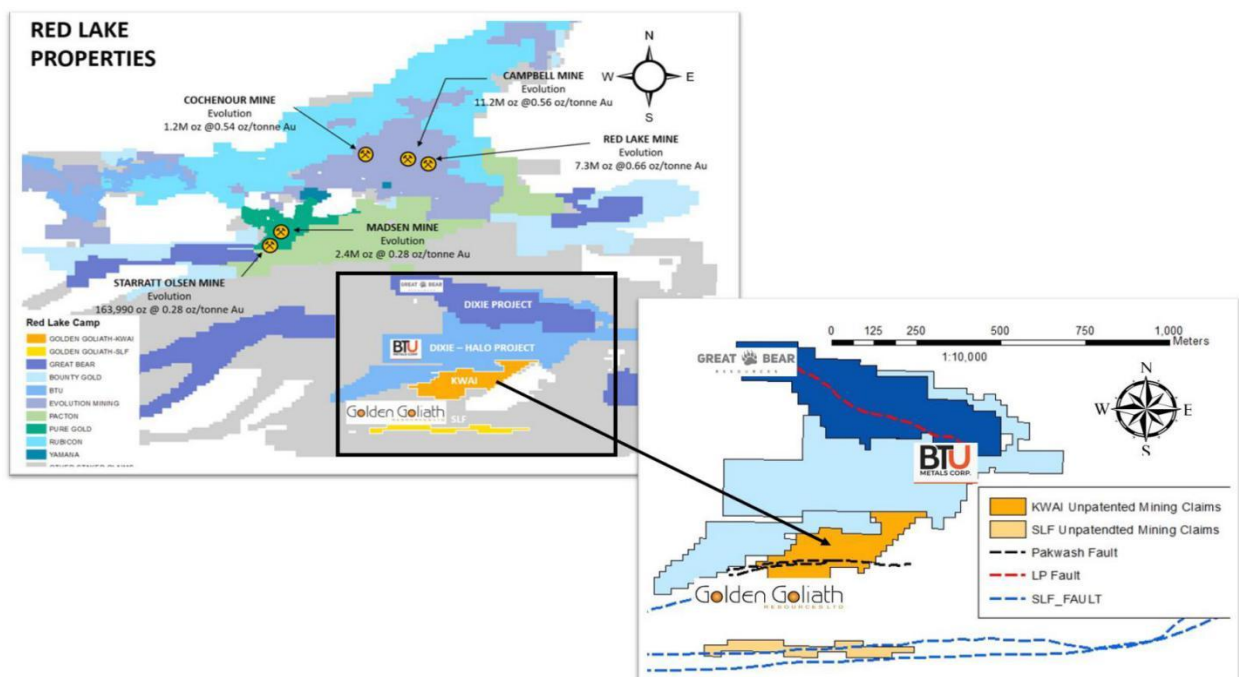 RED LAKE
PROPERTIES
N
W
E
S
CAMPBELL MINE
Evolution
11.2M oz @0.56 oz/tonne Au
COCHENOUR MINE
Evolution
1.2M oz @0.54 oz/tonne Au
RED LAKE MINE
Evolution
7.3M oz @0.66 oz/tonne Au
MADSEN MINE
Evolution
2.4M oz @ 0.28 oz/tonne Au
STARRATT OLSEN MINE
Evolution
163,990 oz @ 0.28 oz/tonne Au
GREAT BEAR
DIXIE PROJECT
BTU
METALS CORP.
DIXIE – HALO PROJECT
KWAI
Golden Goliath
SLF
Red Lake Camp
GOLDEN GOLIATH-KWAI
GOLDEN GOLIATH-SLF
GREAT BEAR
BOUNTY GOLD
BTU
EVOLUTION MINING
PACTON
PURE GOLD
RUBICON
YAMANA
0 125 250 500 750 1,000
Meters
1:10,000
GREAT BEAR
RESOURCES
N
W
E
S
BTU
METALS CORP.
KWAI Unpatented Mining Claims
SLF Unpatendted Mining Claims
Pakwash Fault
LP Fault
SLF_FAULT
Golden Goliath
RESOURCES LTD